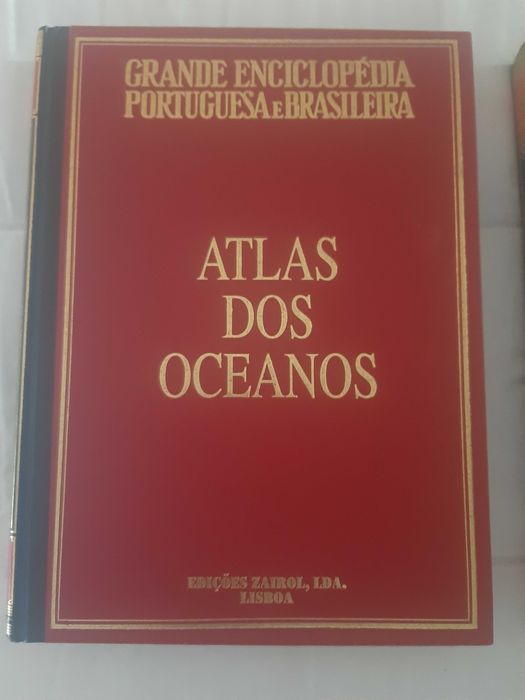 GRANDE ENCICLOPÉDIA
PORTUGUESA E BRASILEIRA
ATLAS
DOS
OCEANOS
EDIÇÕES ZAIROL, LDA.
LISBOA